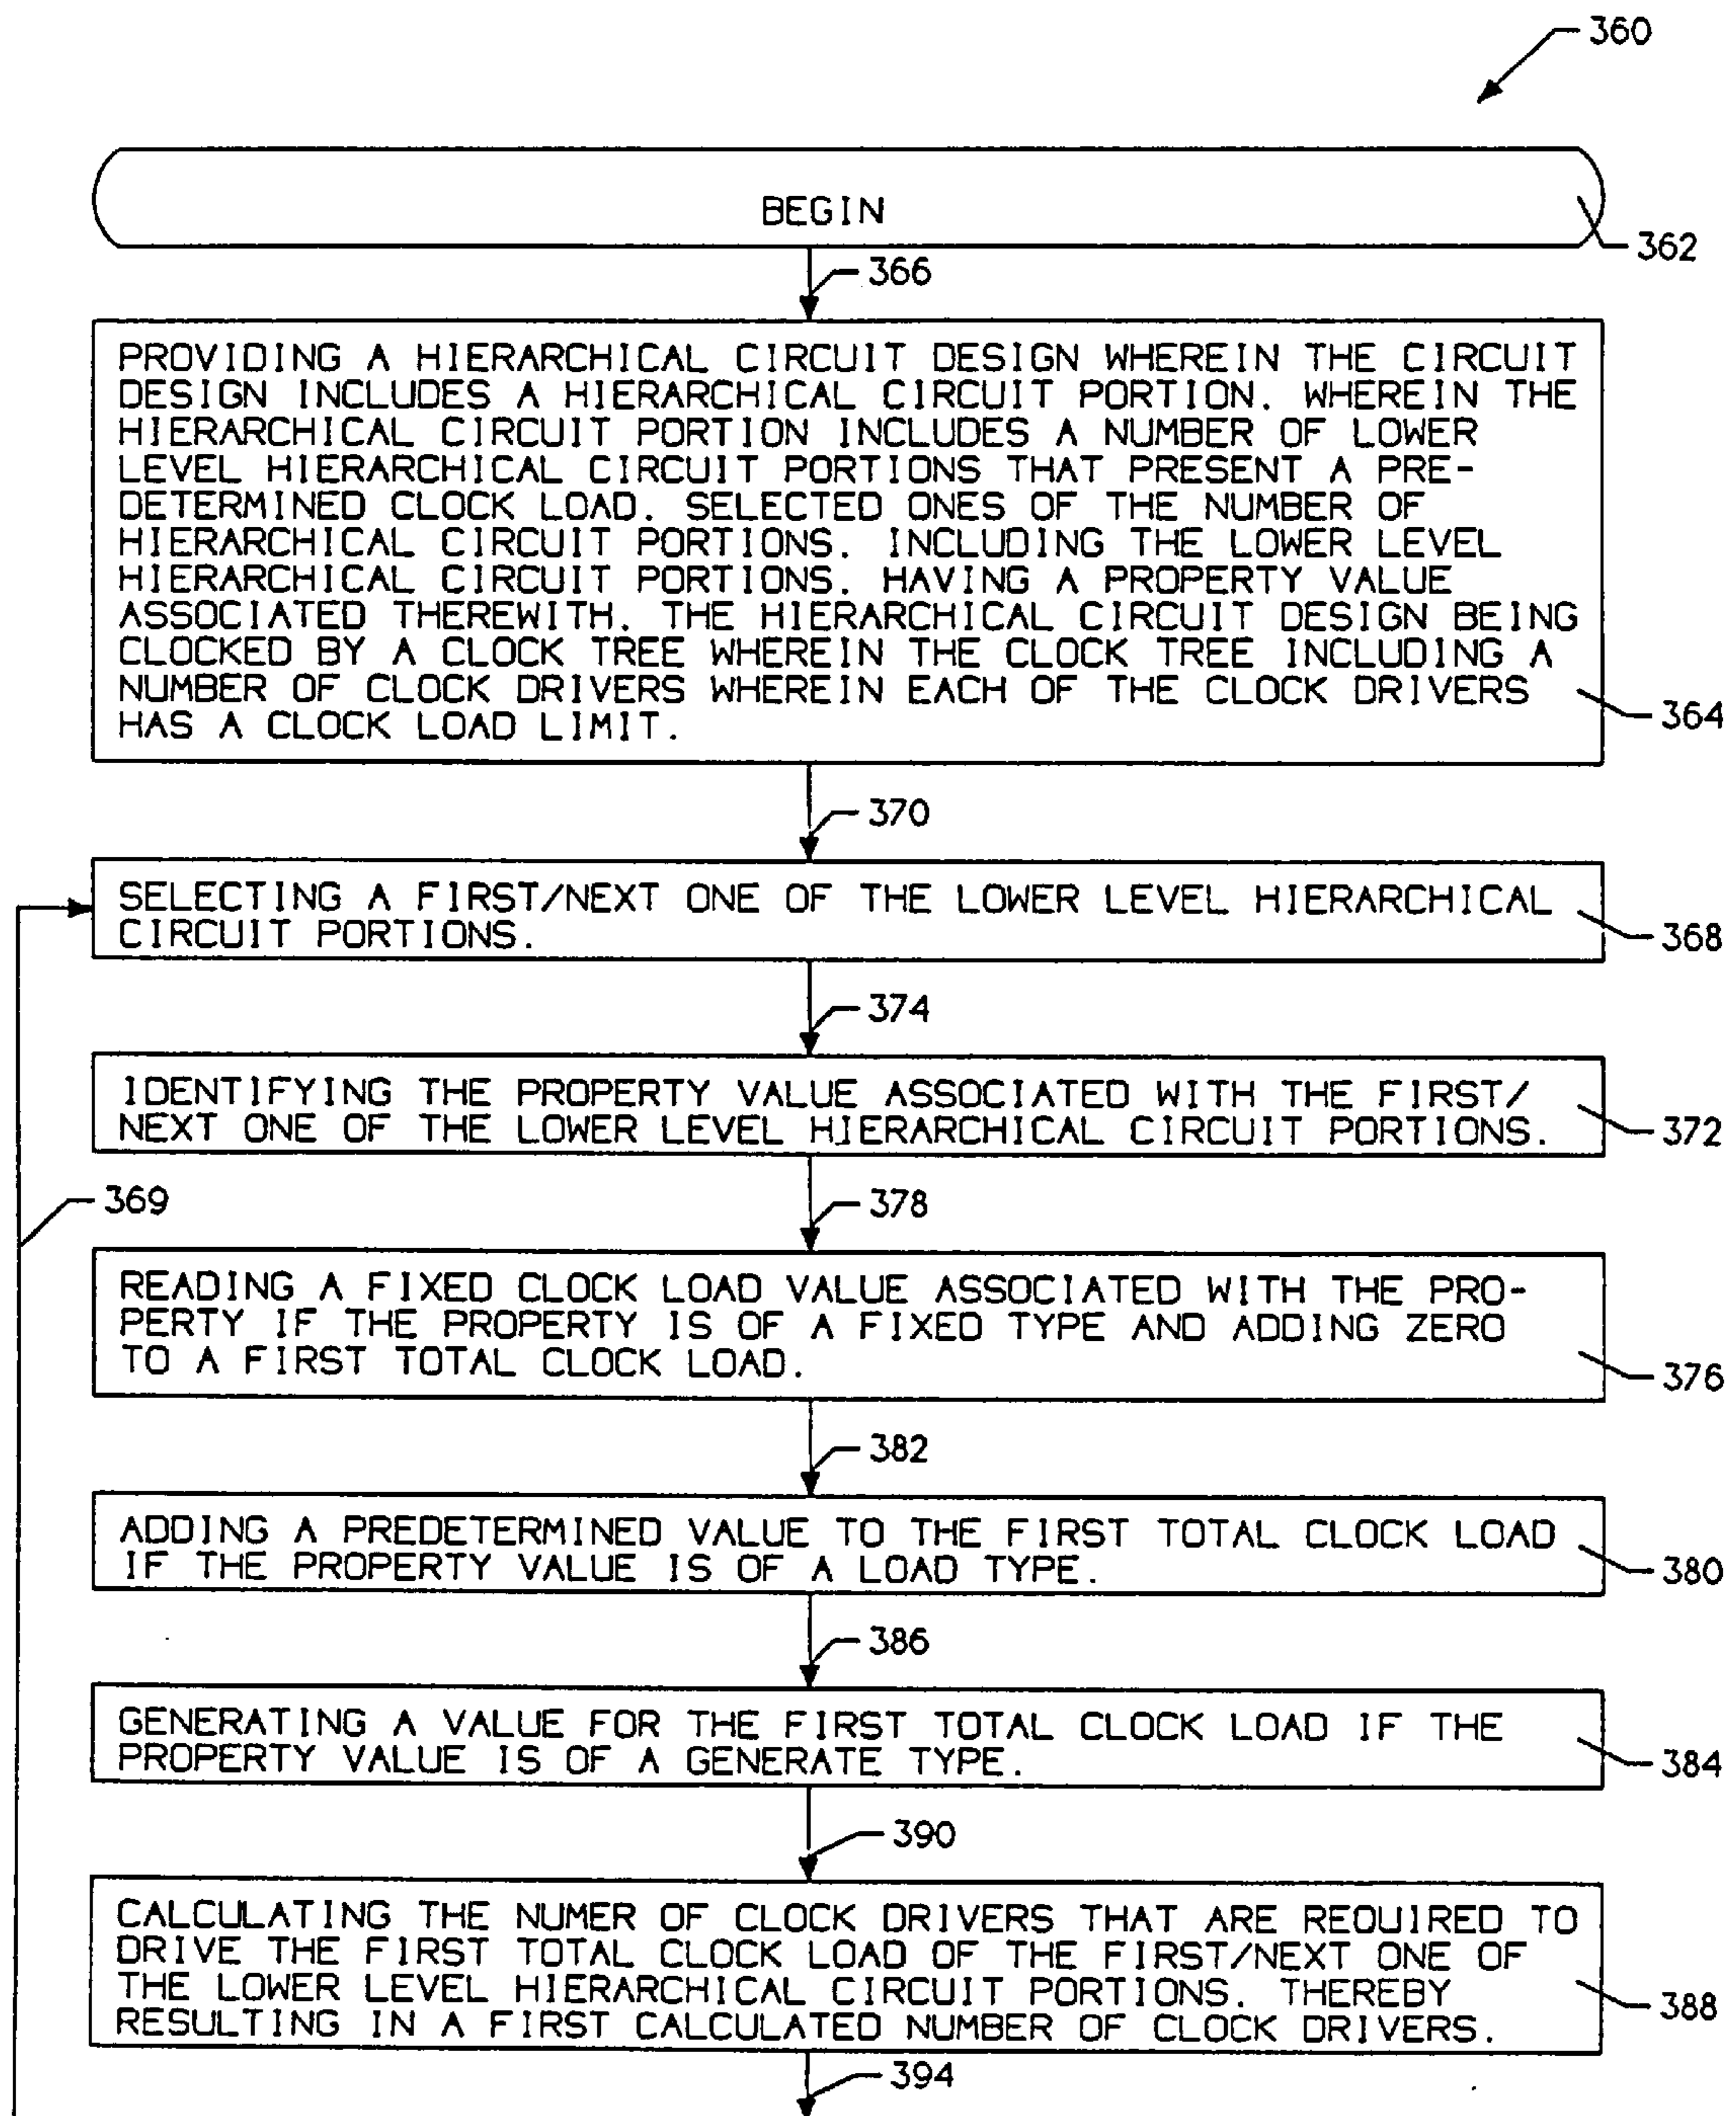 360
BEGIN
362
366
PROVIDING A HIERARCHICAL CIRCUIT DESIGN WHEREIN THE CIRCUIT
DESIGN INCLUDES A HIERARCHICAL CIRCUIT PORTION. WHEREIN THE
HIERARCHICAL CIRCUIT PORTION INCLUDES A NUMBER OF LOWER
LEVEL HIERARCHICAL CIRCUIT PORTIONS THAT PRESENT A PRE-
DETERMINED CLOCK LOAD. SELECTED ONES OF THE NUMBER OF
HIERARCHICAL CIRCUIT PORTIONS. INCLUDING THE LOWER LEVEL
HIERARCHICAL CIRCUIT PORTIONS. HAVING A PROPERTY VALUE
ASSOCIATED THEREWITH. THE HIERARCHICAL CIRCUIT DESIGN BEING
CLOCKED BY A CLOCK TREE WHEREIN THE CLOCK TREE INCLUDING A
NUMBER OF CLOCK DRIVERS WHEREIN EACH OF THE CLOCK DRIVERS
HAS A CLOCK LOAD LIMIT.
364
370
SELECTING A FIRST/NEXT ONE OF THE LOWER LEVEL HIERARCHICAL
CIRCUIT PORTIONS.
368
374
IDENTIFYING THE PROPERTY VALUE ASSOCIATED WITH THE FIRST/
NEXT ONE OF THE LOWER LEVEL HIERARCHICAL CIRCUIT PORTIONS.
372
369
378
READING A FIXED CLOCK LOAD VALUE ASSOCIATED WITH THE PRO-
PERTY IF THE PROPERTY IS OF A FIXED TYPE AND ADDING ZERO
TO A FIRST TOTAL CLOCK LOAD.
376
382
ADDING A PREDETERMINED VALUE TO THE FIRST TOTAL CLOCK LOAD
IF THE PROPERTY VALUE IS OF A LOAD TYPE.
380
386
GENERATING A VALUE FOR THE FIRST TOTAL CLOCK LOAD IF THE
PROPERTY VALUE IS OF A GENERATE TYPE.
384
390
CALCULATING THE NUMER OF CLOCK DRIVERS THAT ARE REQUIRED TO
DRIVE THE FIRST TOTAL CLOCK LOAD OF THE FIRST/NEXT ONE OF
THE LOWER LEVEL HIERARCHICAL CIRCUIT PORTIONS. THEREBY
RESULTING IN A FIRST CALCULATED NUMBER OF CLOCK DRIVERS.
388
394